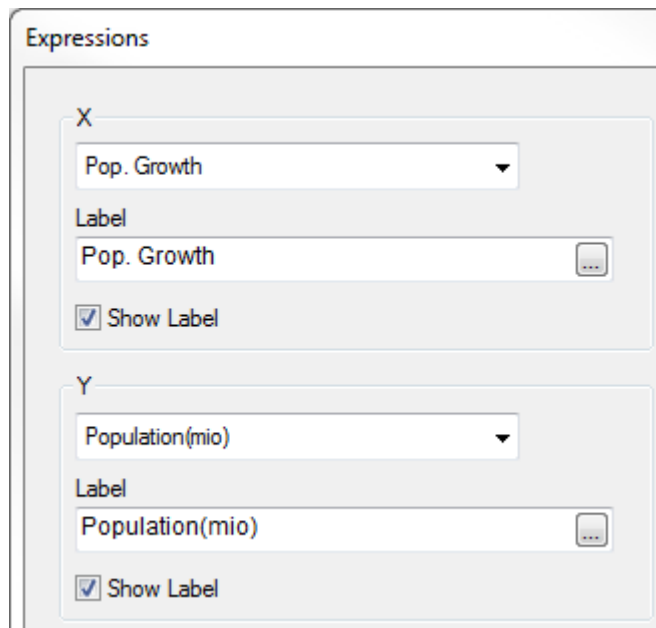 Expressions
X
Pop. Growth
Label
Pop. Growth
...
Show Label
Y
Population(mio)
Label
Population(mio)
...
Show Label